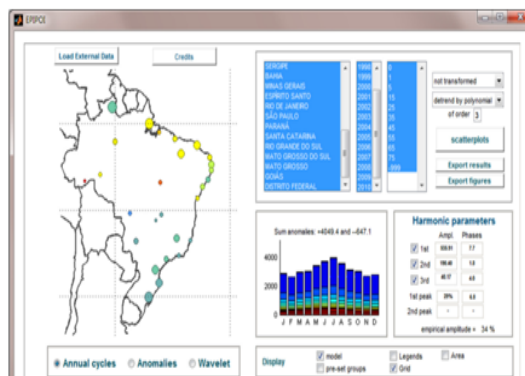 EPIPOI
Load External Data
Credits
SERGIPE
BAHIA
MINAS GERAIS
ESPÍRITO SANTO
RIO DE JANEIRO
SÃO PAULO
PARANÁ
SANTA CATARINA
RIO GRANDE DO SUL
MATO GROSSO DO SUL
MATO GROSSO
GOIÁS
DISTRITO FEDERAL
1998
1999
2000
2001
2002
2003
2004
2005
2006
2007
2008
2009
2010
0
1
5
15
25
35
45
55
65
75
-999
not transformed
detrend by polynomial
of order 3
scatterplots
Export results
Export figures
Sum anomalies: +4049.4 and -647.1
4000
2000
0
J F M A M J J A S O N D
Harmonic parameters
Ampl. Phases
1st
7.7
2nd
3rd
1st peak
2nd peak - -
empirical amplitude = 34 %
Annual cycles Anomalies Wavelet
Display
model Legends Area
pre-set groups Grid